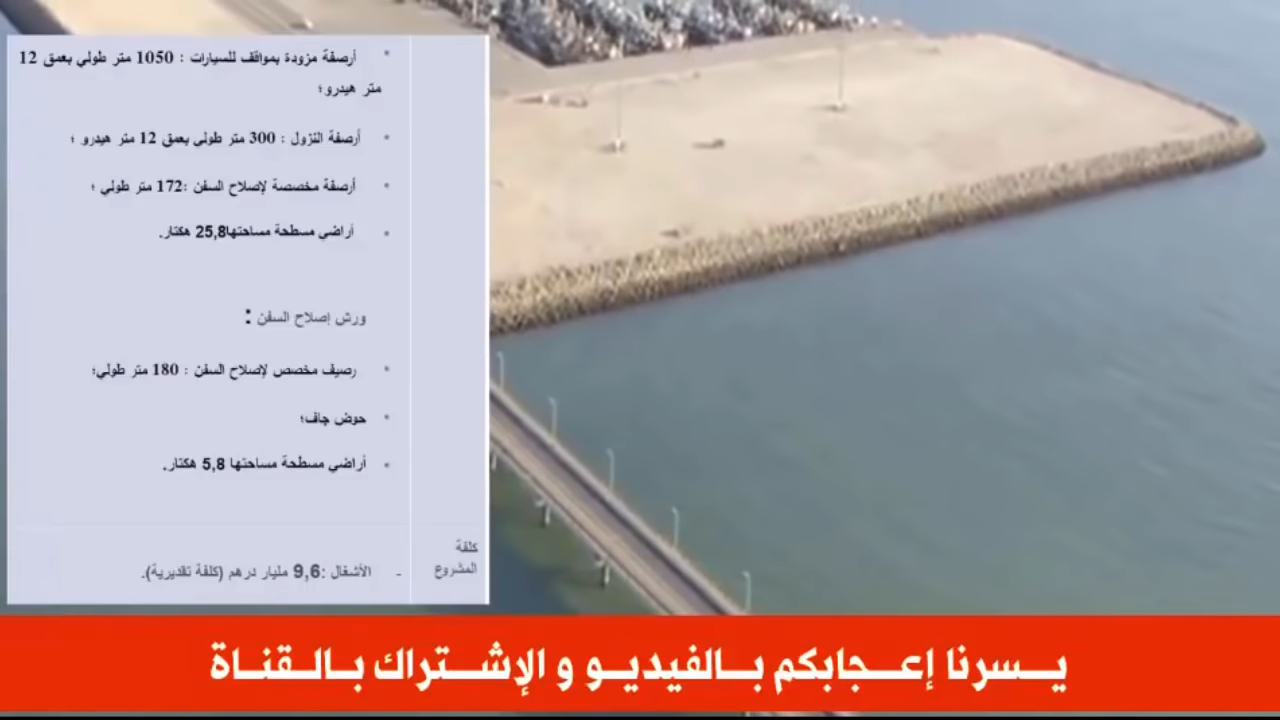 أرصفة مزودة بمواقف للسيارات : 1050 متر طولي بعمق 12
متر هيدرو؛
أرصفة النزول : 300 متر طولي بعمق 12 متر هيدرو ؛
أرصفة مخصصة لإصلاح السفن :172 متر طولي ؛
أراضي مسطحة مساحتها25,8 هكتار.
ورش إصلاح السفن :
رصيف مخصص لإصلاح السفن : 180 متر طولي؛
حوض جاف؛
أراضي مسطحة مساحتها 5,8 هكتار.
كلفة
المشروع
- الأشغال :9,6 مليار درهم (كلفة تقديرية).
يسرنا إعجابكم بالفيديو و الإشتراك بالقناة